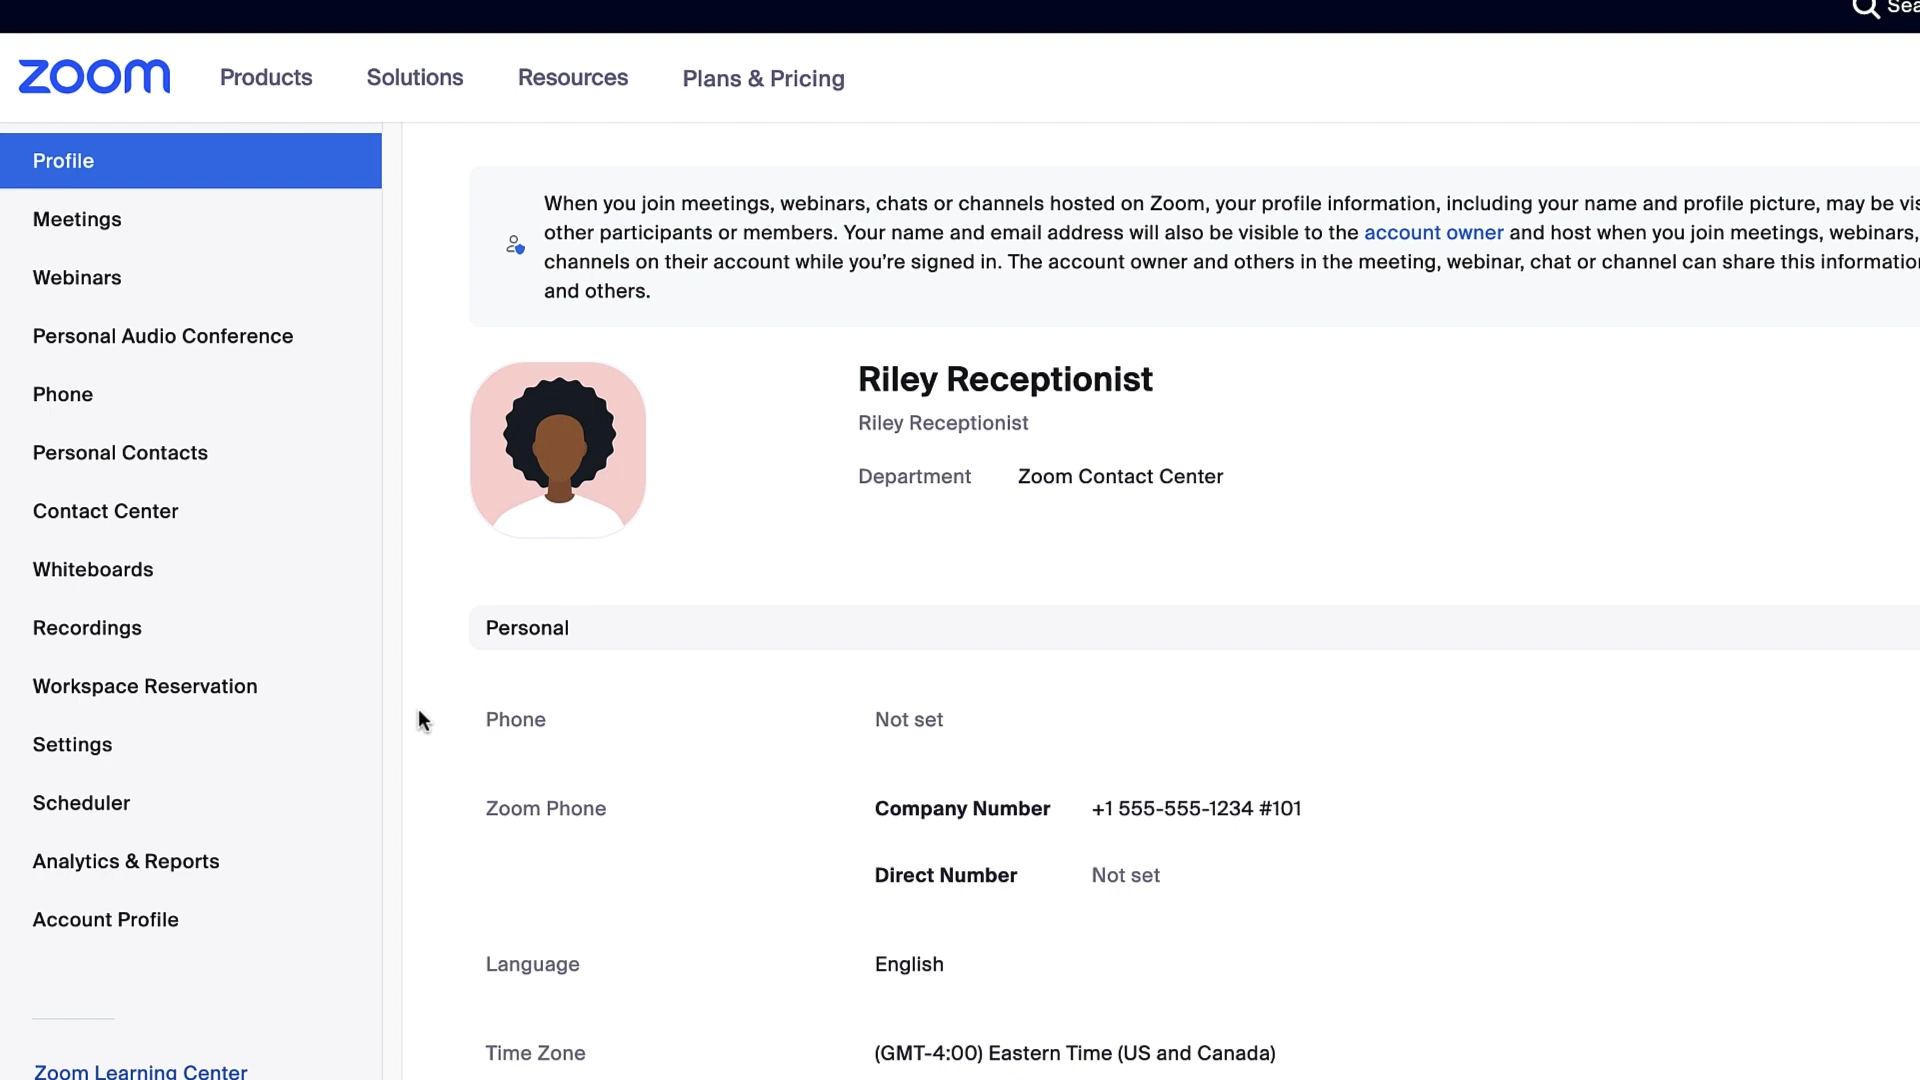 Sea
zoom Products Solutions Resources Plans & Pricing
Profile
Meetings
Webinars
Personal Audio Conference
Phone
Personal Contacts
Contact Center
Whiteboards
Recordings
Workspace Reservation
Settings
Scheduler
Analytics & Reports
Account Profile
Zoom Learning Center
When you join meetings, webinars, chats or channels hosted on Zoom, your profile information, including your name and profile picture, may be vis
other participants or members. Your name and email address will also be visible to the account owner and host when you join meetings, webinars,
channels on their account while you're signed in. The account owner and others in the meeting, webinar, chat or channel can share this information
and others.
Riley Receptionist
Riley Receptionist
Department Zoom Contact Center
Personal
Phone Not set
Zoom Phone Company Number +1 555-555-1234 #101
Direct Number Not set
Language English
Time Zone (GMT-4:00) Eastern Time (US and Canada)